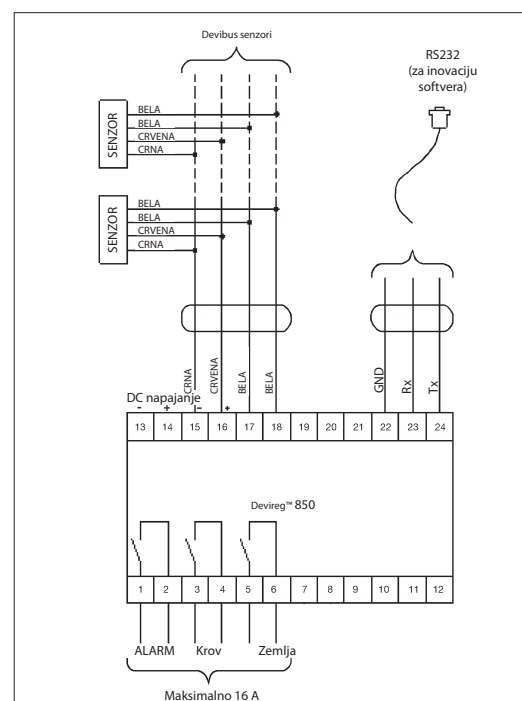 Devibus senzori
RS232
(za inovaciju
softvera)
SENZOR
BELA
BELA
CRVENA
CRNA
SENZOR
BELA
BELA
CRVENA
CRNA
CRNA
CRVENA
BELA
BELA
GND
Rx
Tx
DC napajanje
- + - +
13 14 15 16 17 18 19 20 21 22 23 24
Devireg™ 850
1 2 3 4 5 6 7 8 9 10 11 12
ALARM Krov Zemlja
Maksimalno 16 A